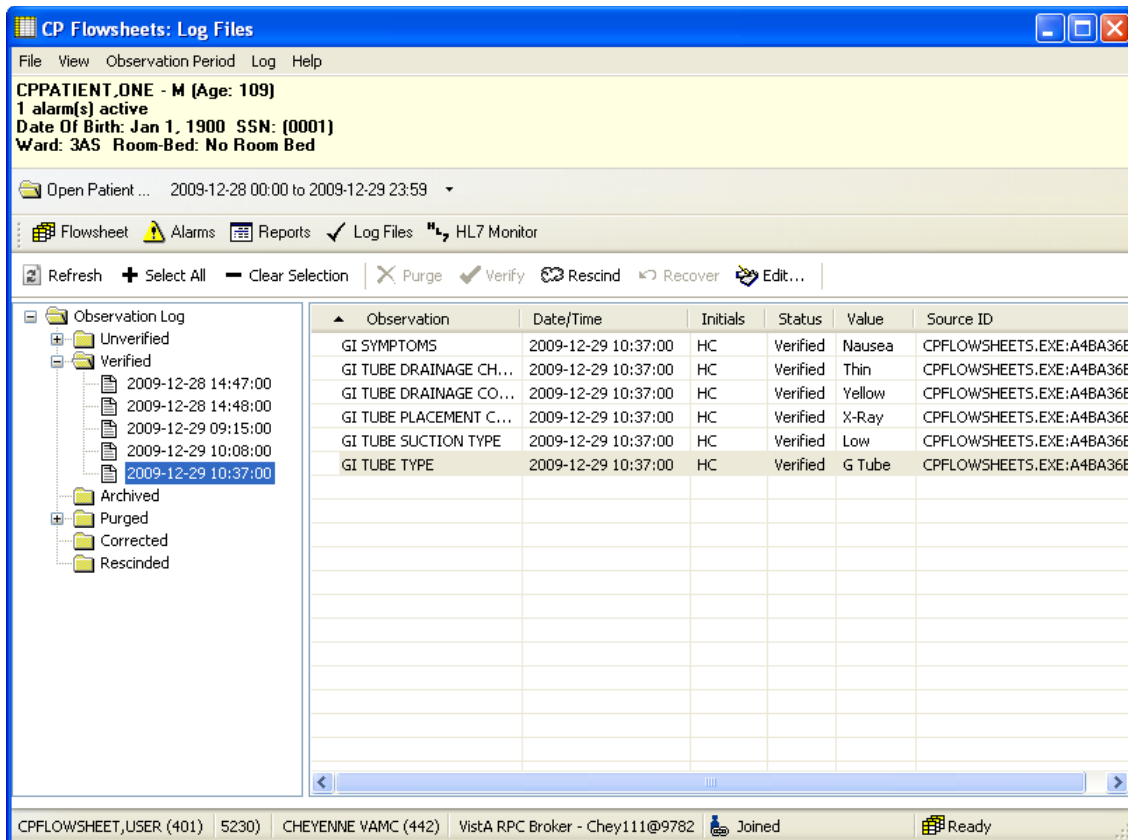 CP Flowsheets: Log Files
File View Observation Period Log Help
CPPATIENT,ONE - M (Age: 109)
1 alarm(s) active
Date Of Birth: Jan 1, 1900 SSN: (0001)
Ward: 3AS Room-Bed: No Room Bed
Open Patient ... 2009-12-28 00:00 to 2009-12-29 23:59
Flowsheet Alarms Reports Log Files HL7 HL7 Monitor
Refresh Select All Clear Selection Purge Verify Rescind Recover Edit...
Observation Log
Unverified
Verified
2009-12-28 14:47:00
2009-12-28 14:48:00
2009-12-29 09:15:00
2009-12-29 10:08:00
2009-12-29 10:37:00
Archived
Purged
Corrected
Rescinded
Observation Date/Time Initials Status Value Source ID
GI SYMPTOMS 2009-12-29 10:37:00 HC Verified Nausea CPFLOWSHEETS.EXE:A4BA36E
GI TUBE DRAINAGE CH... 2009-12-29 10:37:00 HC Verified Thin CPFLOWSHEETS.EXE:A4BA36E
GI TUBE DRAINAGE CO... 2009-12-29 10:37:00 HC Verified Yellow CPFLOWSHEETS.EXE:A4BA36E
GI TUBE PLACEMENT C... 2009-12-29 10:37:00 HC Verified X-Ray CPFLOWSHEETS.EXE:A4BA36E
GI TUBE SUCTION TYPE 2009-12-29 10:37:00 HC Verified Low CPFLOWSHEETS.EXE:A4BA36E
GI TUBE TYPE 2009-12-29 10:37:00 HC Verified G Tube CPFLOWSHEETS.EXE:A4BA36E
CPFLOWSHEET,USER (401) 5230) CHEYENNE VAMC (442) VistA RPC Broker - Chey111@9782 Joined Ready